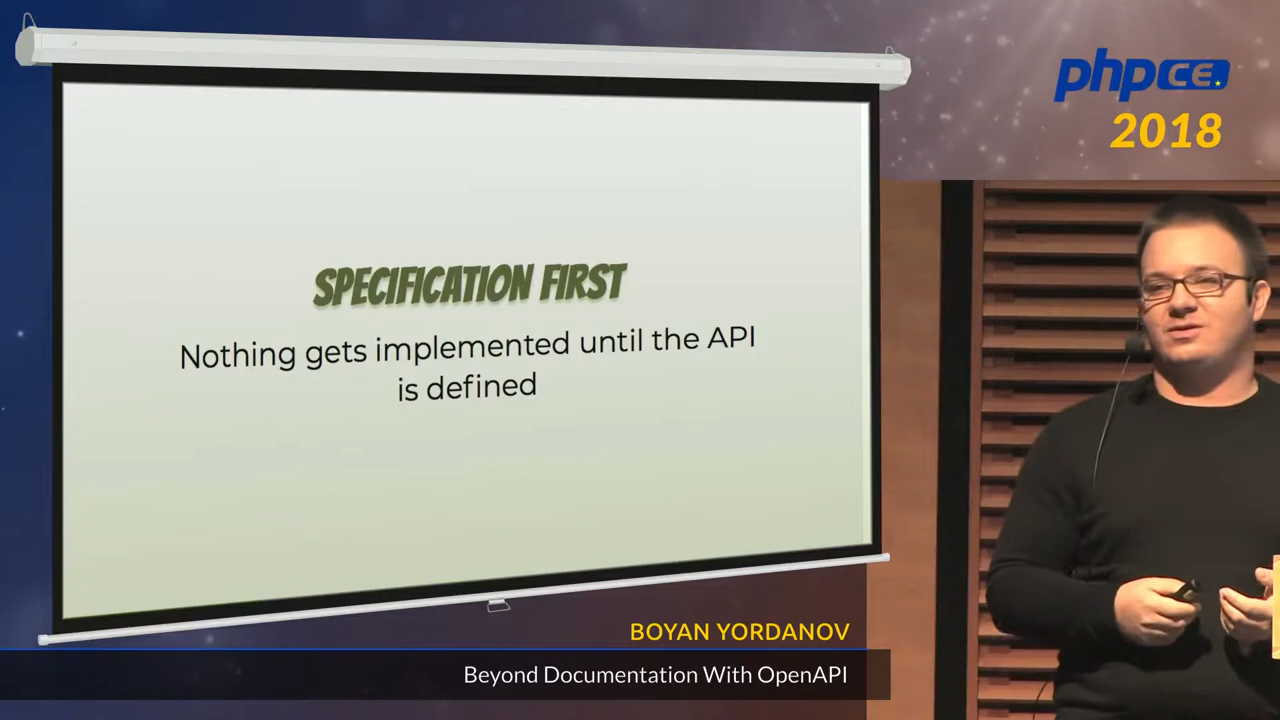 phpCE
2018
SPECIFICATION FIRST
Nothing gets implemented until the API
is defined
BOYAN YORDANOV
Beyond Documentation With OpenAPI